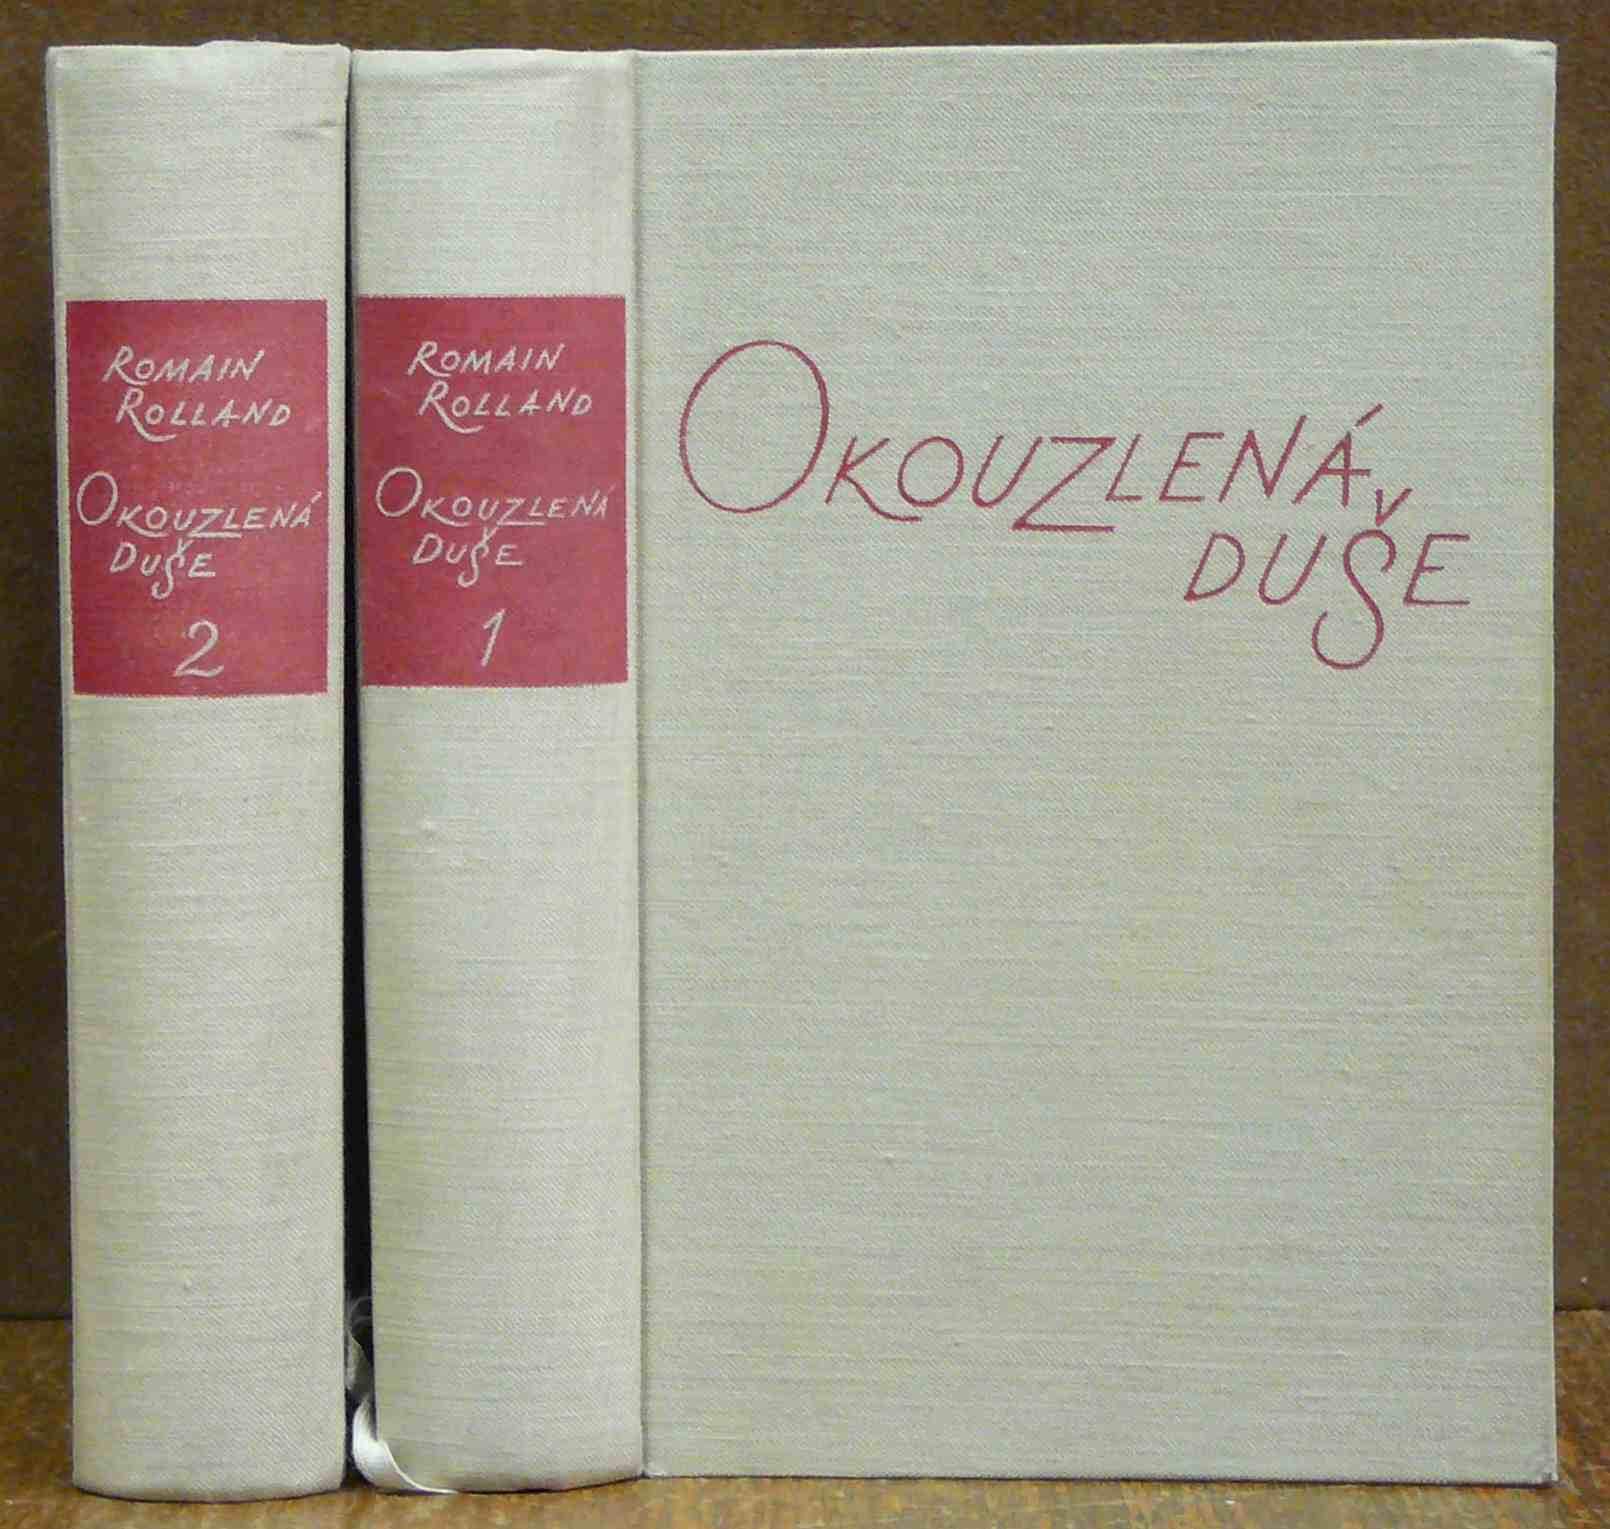 ROMAIN
ROLLAND
OKOUZLENÁ
DUŠE
2
ROMAIN
ROLLAND
OKOUZLENÁ
DUŠE
1
OKOUZLENÁ
DUŠE